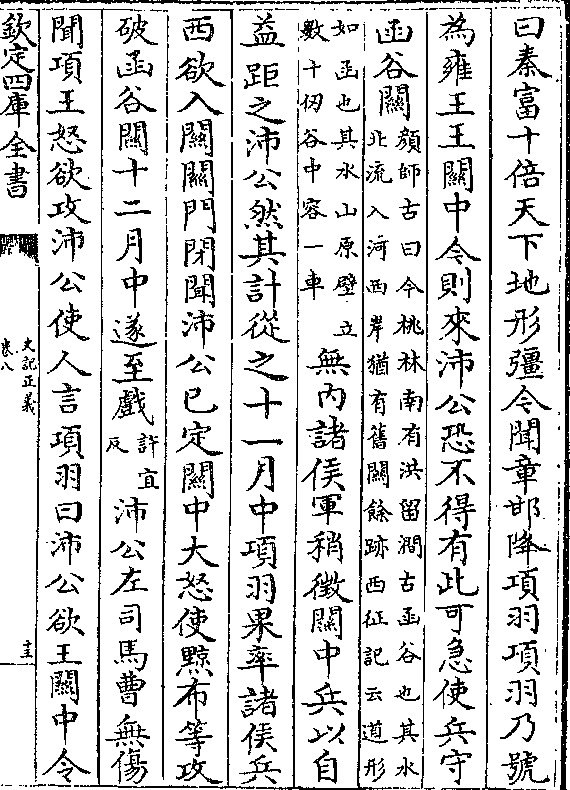 曰秦富十倍天下地形彊今聞章邯降項羽項羽乃號
為雍王王關中令則來沛公恐不得有此可急使兵守
函谷關顔師古曰今桃林南有洪留澗古函谷也其水
北流入河西岸猶有舊關餘跡西征記云道形
如函也其水山原壁立
數十仞谷中容一車
無内諸侯軍稍徵關中兵以自
益距之沛公然其計從之十一月中項羽果率諸侯兵
西欲入關關門閉聞沛公已定關中大怒使黥布等攻
破函谷關十二月中遂至戲許宜
反
沛公左司馬曹無傷
聞項王怒欲攻沛公使人言項羽曰沛公欲王關中令
欽定四庫全書
史記正義
卷八
主